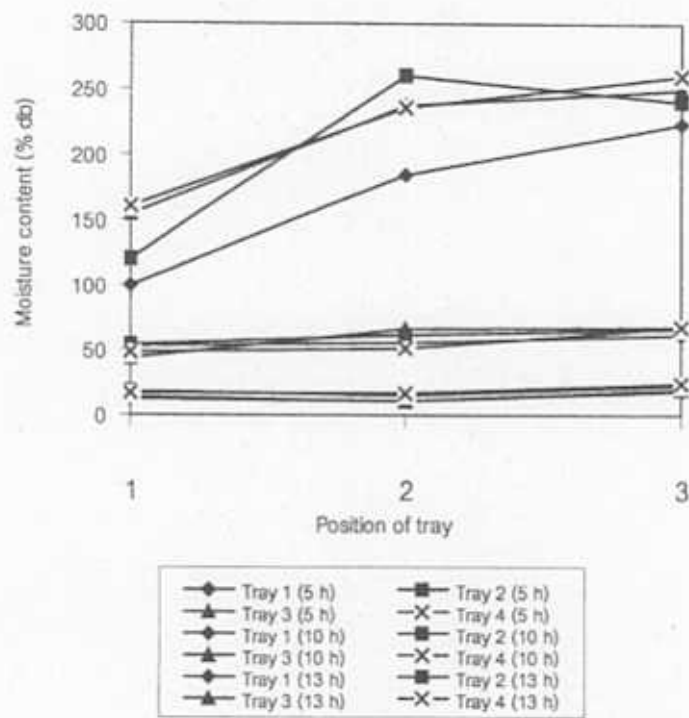 300
250
200
150
100
50
0
Moisture content (% db)
1 2 3
Position of tray
Tray 1 (5 h) Tray 2 (5 h)
Tray 3 (5 h) Tray 4 (5 h)
Tray 1 (10 h) Tray 2 (10 h)
Tray 3 (10 h) Tray 4 (10 h)
Tray 1 (13 h) Tray 2 (13 h)
Tray 3 (13 h) Tray 4 (13 h)